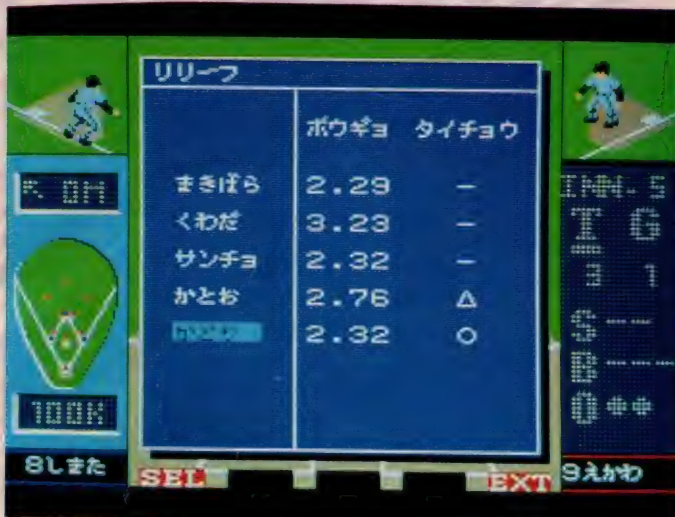 リリーフ
ボウギョ タイチョウ
まきばら 2.29 －
くわだ 3.23 －
サンチョ 2.32 －
かとお 2.76 △
2.32 ○
0M
100K
INN-5
T G
3 1
S
B
O
8しまた
SEL
EXT
9えかわ